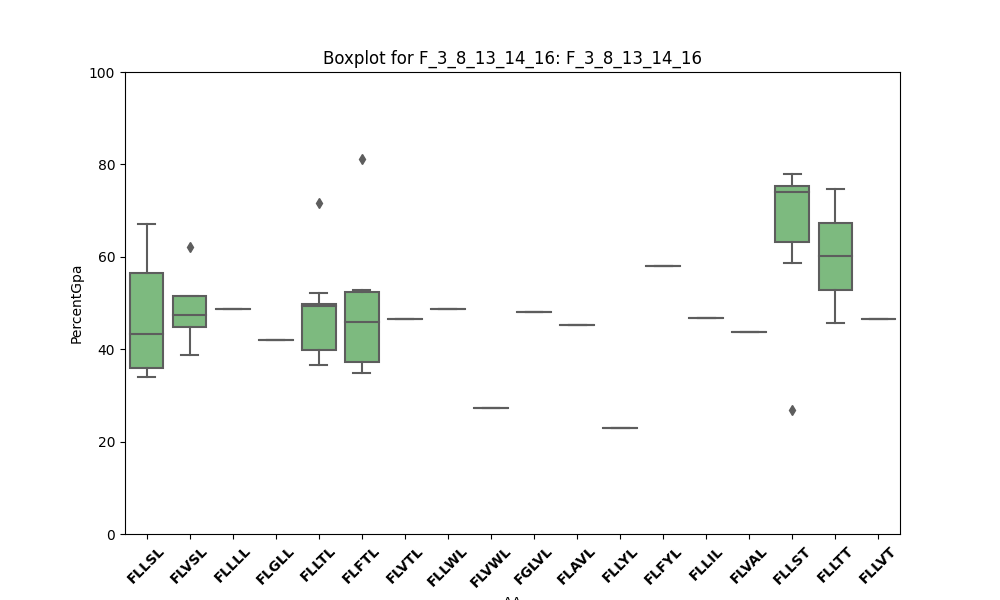 Boxplot for F_3_8_13_14_16: F_3_8_13_14_16
100
80
60
40
20
0
PercentGpa
FLLSL
FLVSL
FLLLL
FLGLL
FLLTL
FLFTL
FLVTL
FLLWL
FLVWL
FGLVL
FLAVL
FLLYL
FLFYL
FLLIL
FLVAL
FLLST
FLLTT
FLLVT